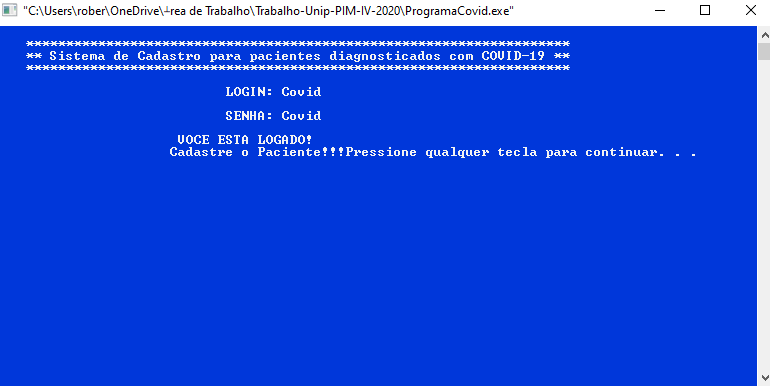 "C:\Users\rober\OneDrive\┴rea de Trabalho\Trabalho-Unip-PIM-IV-2020\ProgramaCovid.exe"
********************************************************************
** Sistema de Cadastro para pacientes diagnosticados com COVID-19 **
********************************************************************
LOGIN: Covid
SENHA: Covid
VOCE ESTA LOGADO!
Cadastre o Paciente!!!Pressione qualquer tecla para continuar. . .